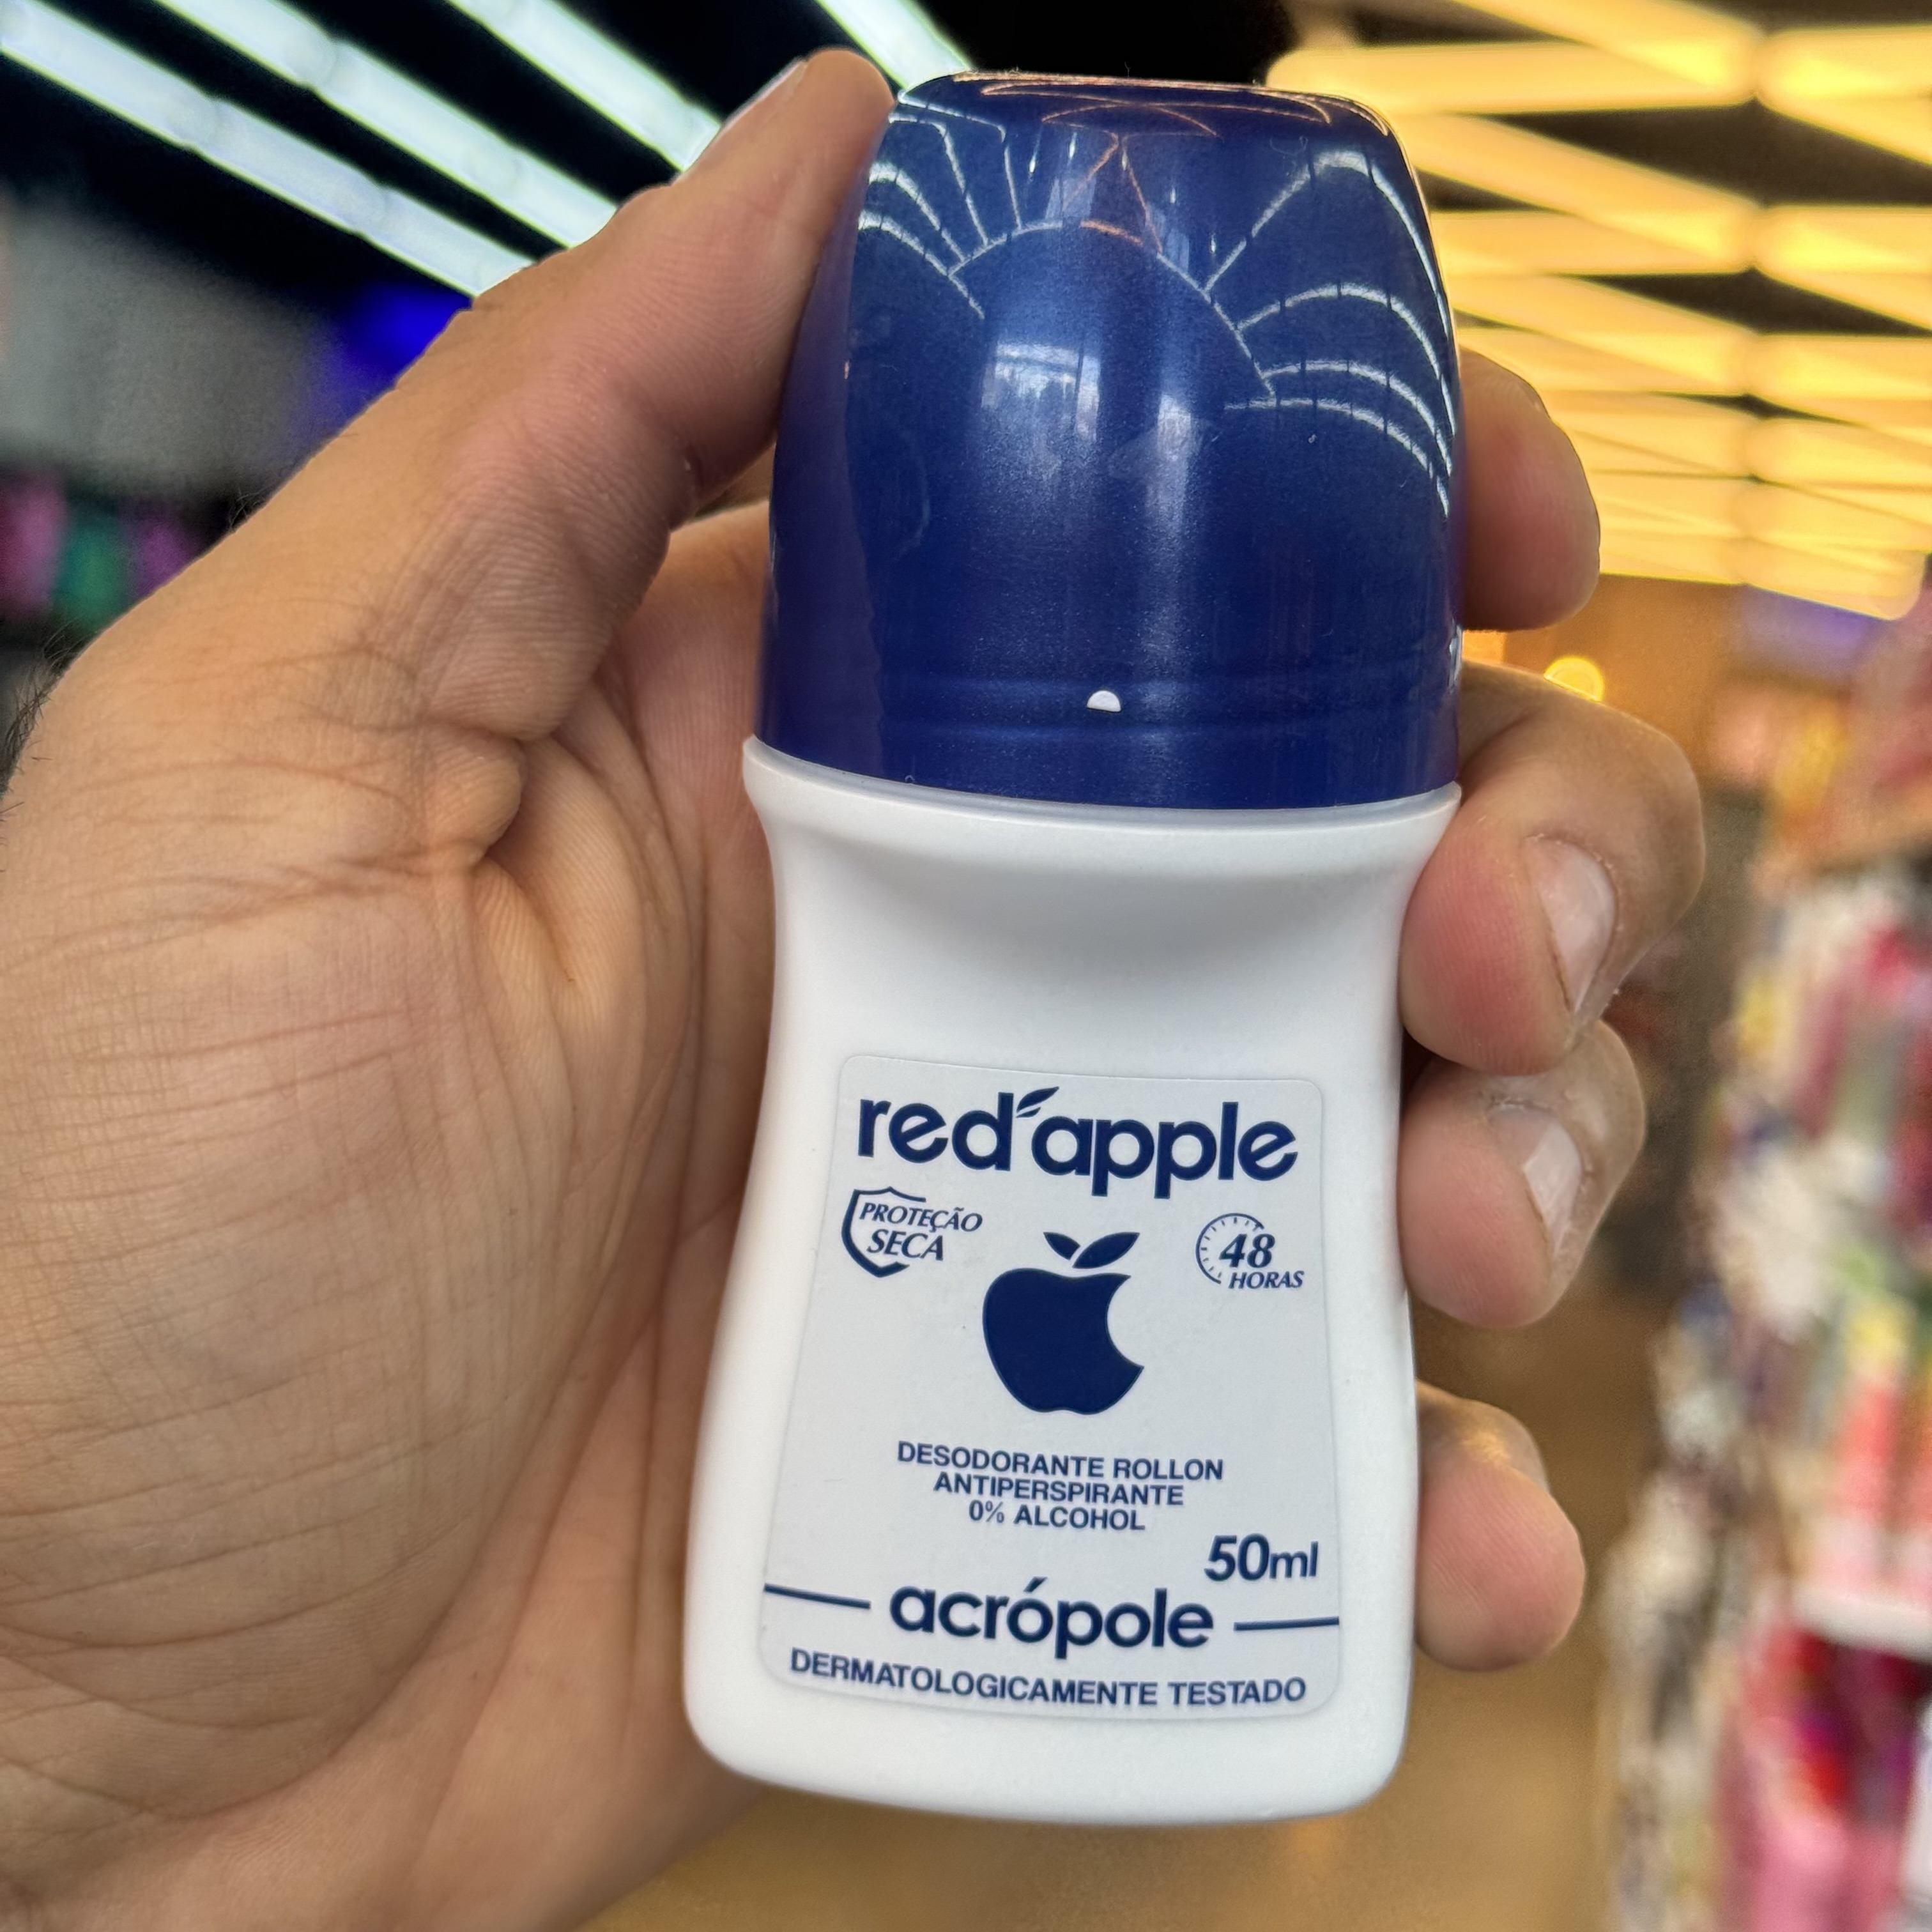 red'apple
PROTEÇÃO
SECA
48
HORAS
DESODORANTE ROLLON
ANTIPERSPIRANTE
0% ALCOHOL
50ml
acrópole
DERMATOLOGICAMENTE TESTADO